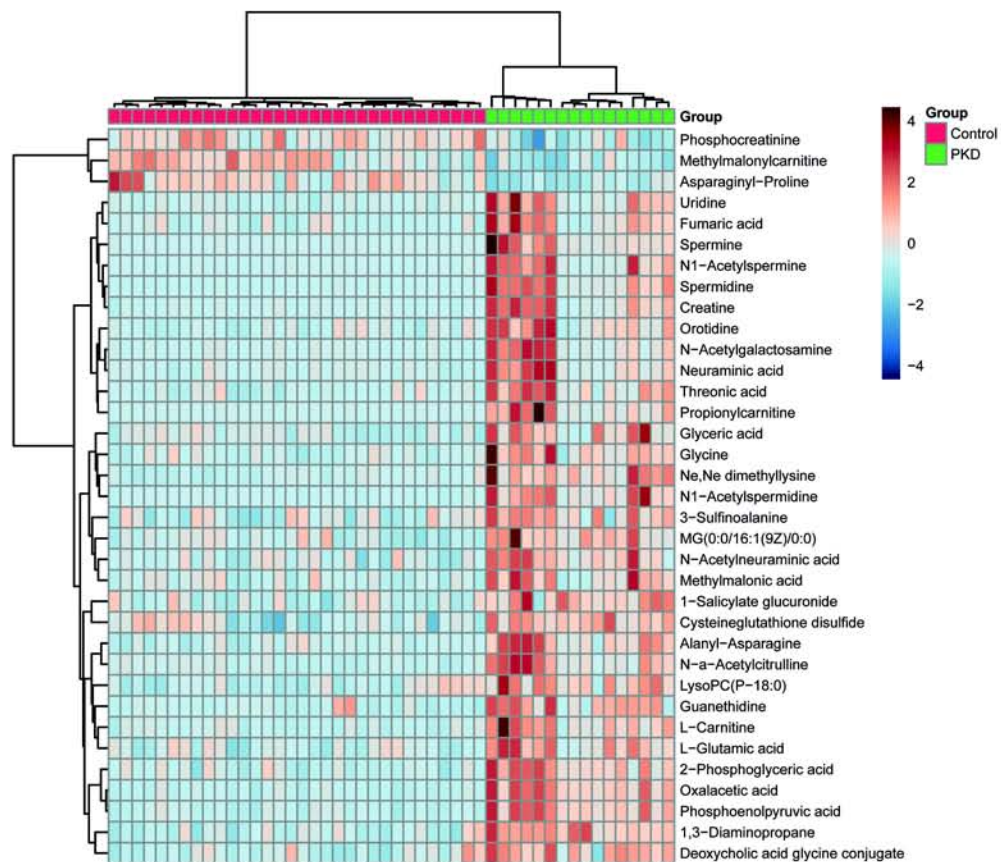 Group
Phosphocreatinine
Methylmalonylcarnitine
Asparaginyl−Proline
Uridine
Fumaric acid
Spermine
N1−Acetylspermine
Spermidine
Creatine
Orotidine
N−Acetylgalactosamine
Neuraminic acid
Threonic acid
Propionylcarnitine
Glyceric acid
Glycine
Ne,Ne dimethyllysine
N1−Acetylspermidine
3−Sulfinoalanine
MG(0:0/16:1(9Z)/0:0)
N−Acetylneuraminic acid
Methylmalonic acid
1−Salicylate glucuronide
Cysteineglutathione disulfide
Alanyl−Asparagine
N−a−Acetylcitrulline
LysoPC(P−18:0)
Guanethidine
L−Carnitine
L−Glutamic acid
2−Phosphoglyceric acid
Oxalacetic acid
Phosphoenolpyruvic acid
1,3−Diaminopropane
Deoxycholic acid glycine conjugate
4
2
0
−2
−4
Group
Control
PKD